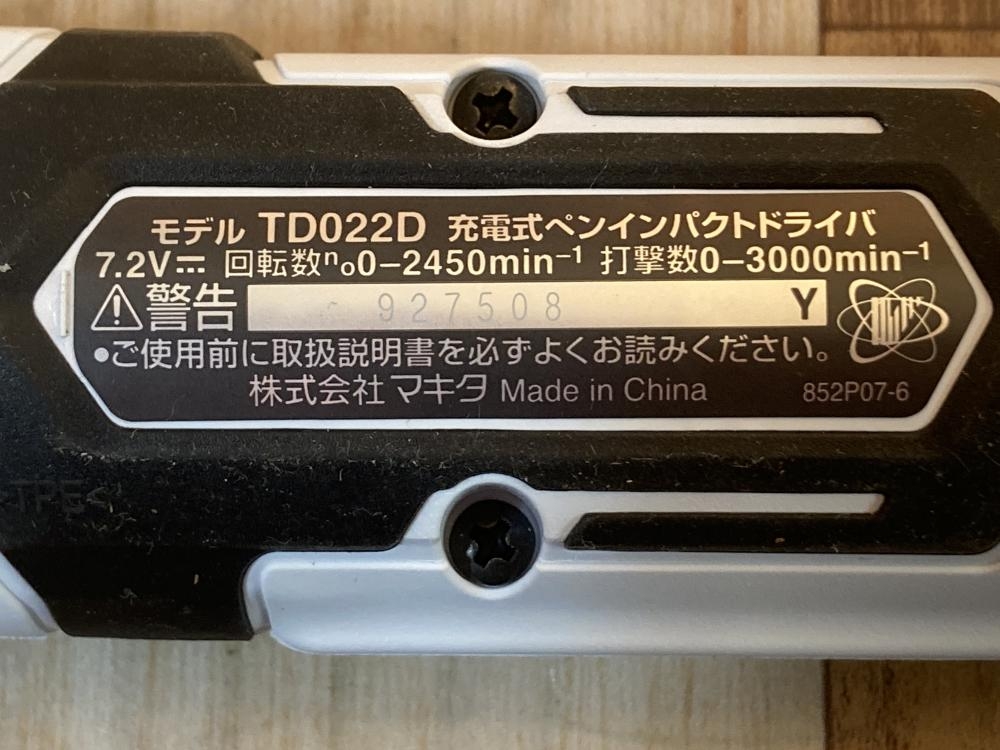 モデル TD022D 充電式ペンインパクトドライバ
7.2V⎓ 回転数ⁿo0−2450min⁻¹ 打撃数0−3000min⁻¹
⚠警告 927508 Y
●ご使用前に取扱説明書を必ずよくお読みください。
株式会社 マキタ Made in China 852P07-6
TPE<